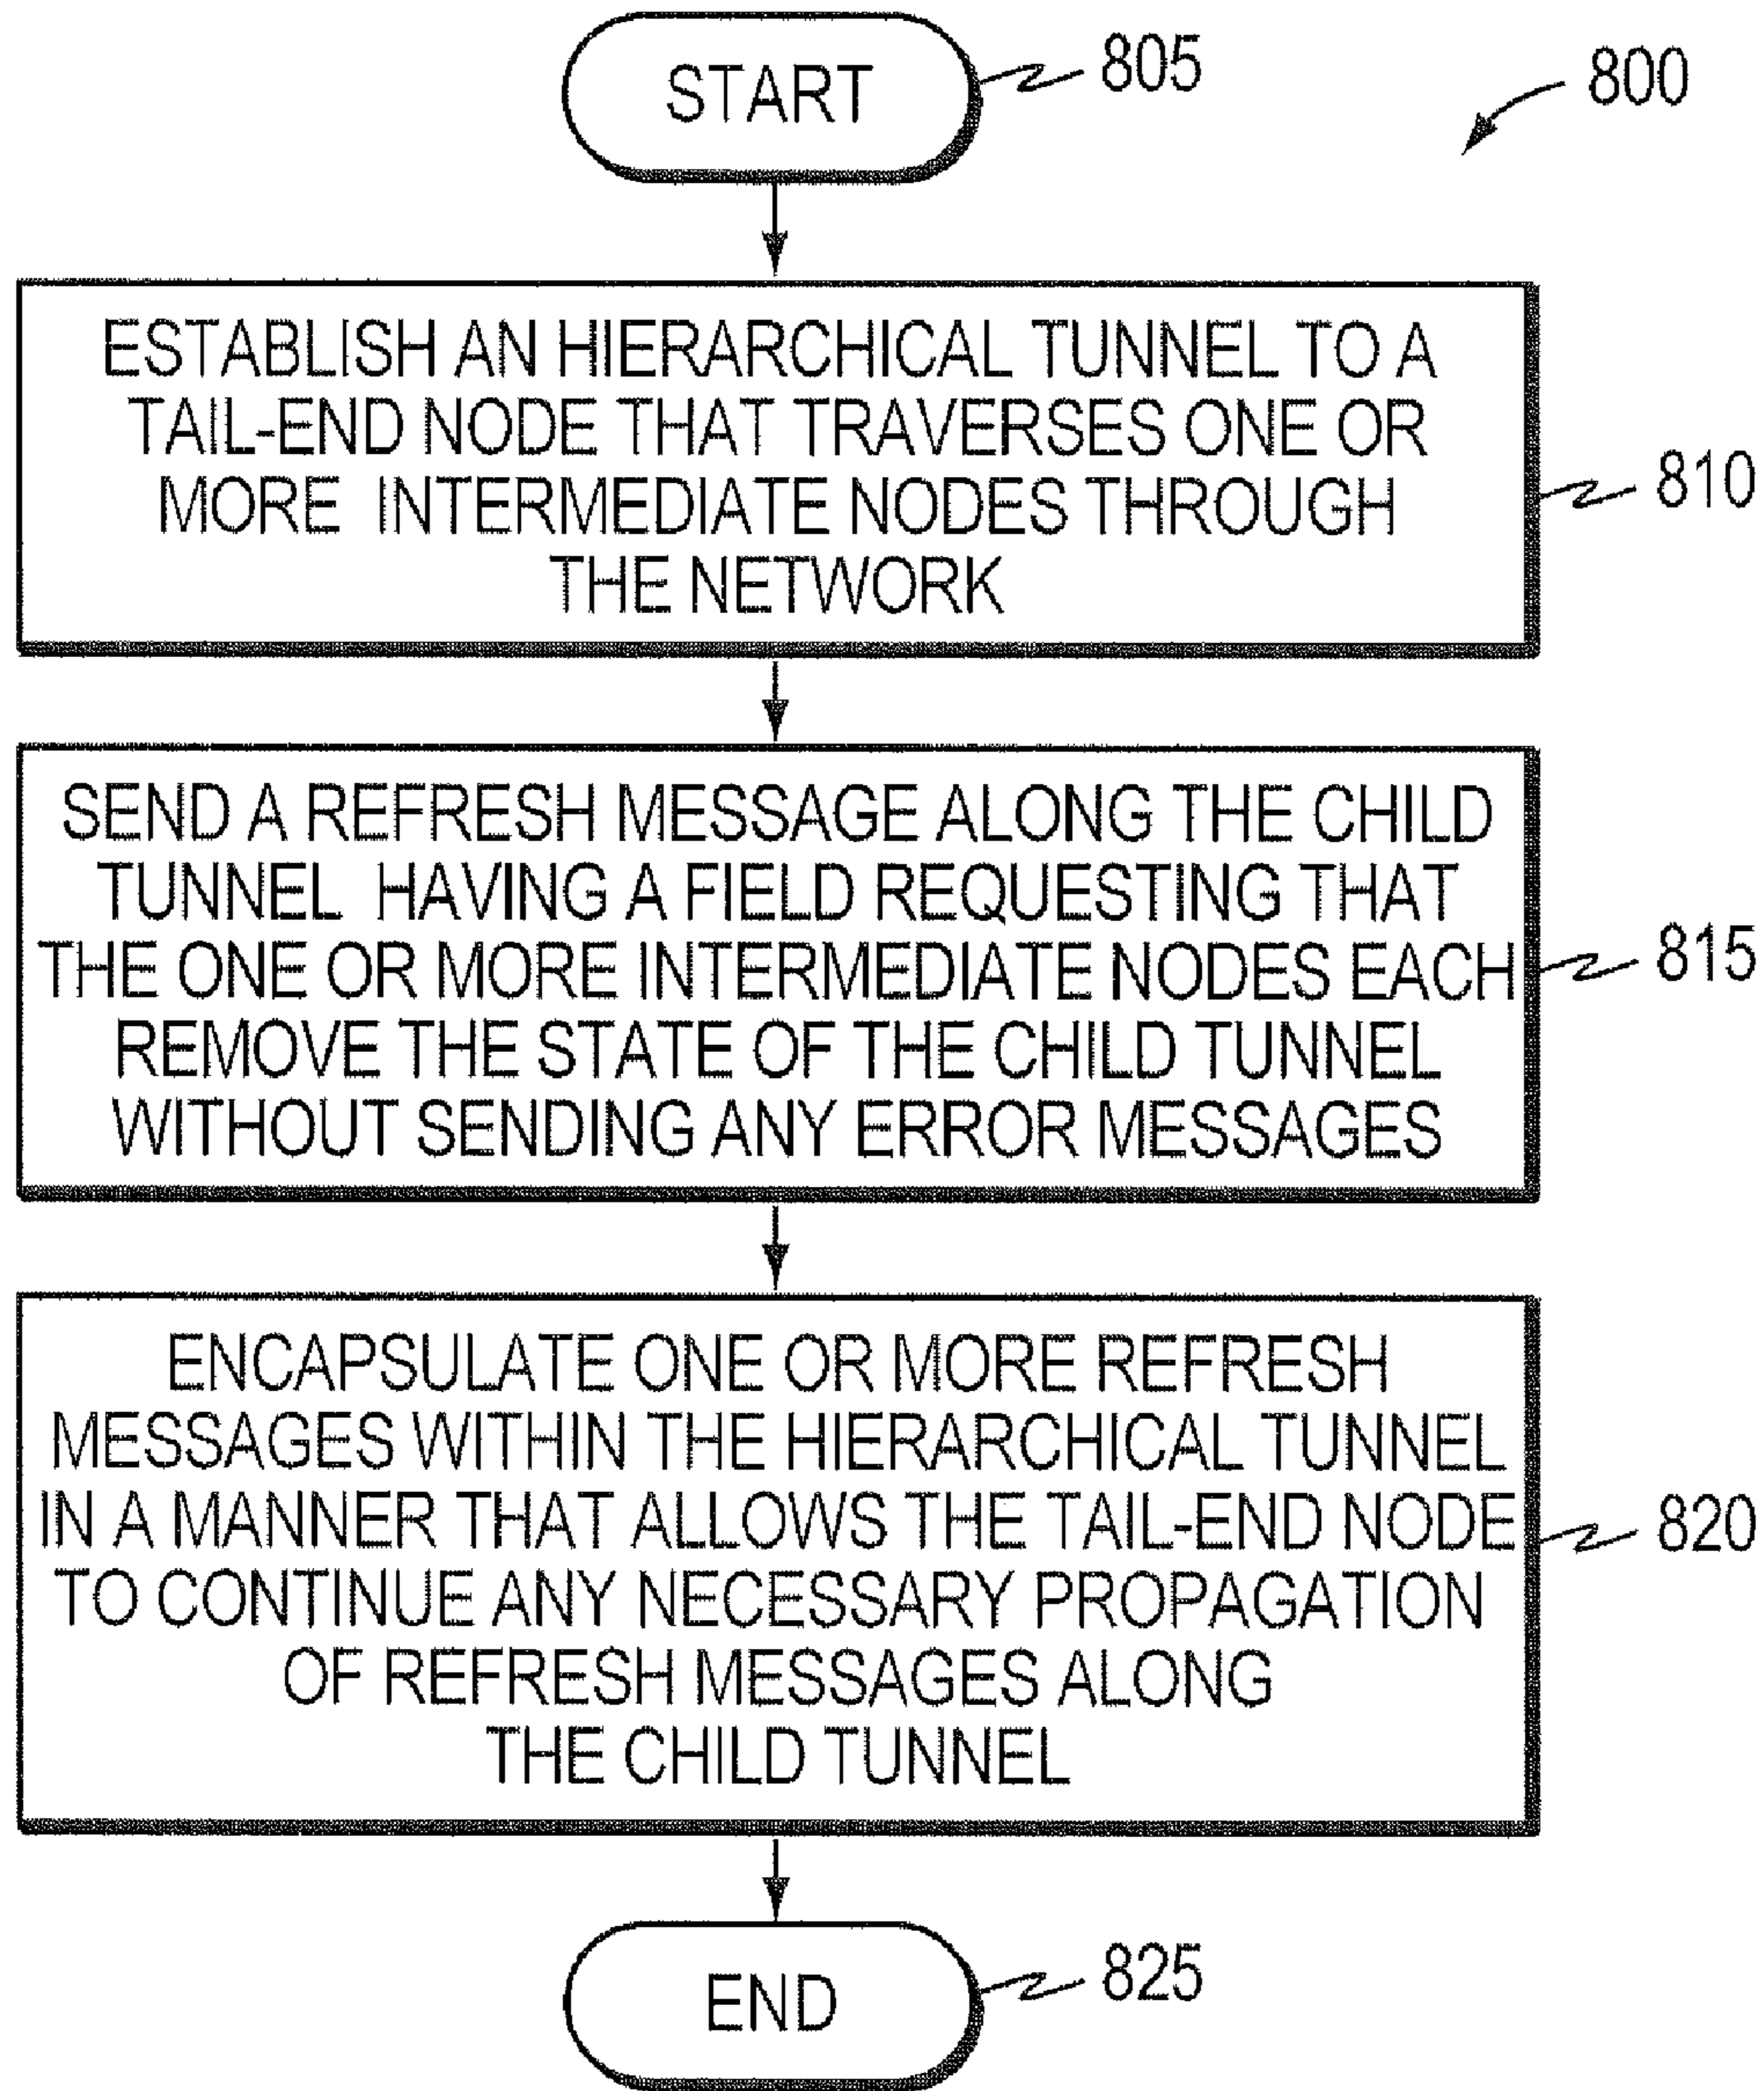 START
805
800
ESTABLISH AN HIERARCHICAL TUNNEL TO A
TAIL-END NODE THAT TRAVERSES ONE OR
MORE INTERMEDIATE NODES THROUGH
THE NETWORK
810
SEND A REFRESH MESSAGE ALONG THE CHILD
TUNNEL HAVING A FIELD REQUESTING THAT
THE ONE OR MORE INTERMEDIATE NODES EACH
REMOVE THE STATE OF THE CHILD TUNNEL
WITHOUT SENDING ANY ERROR MESSAGES
815
ENCAPSULATE ONE OR MORE REFRESH
MESSAGES WITHIN THE HIERARCHICAL TUNNEL
IN A MANNER THAT ALLOWS THE TAIL-END NODE
TO CONTINUE ANY NECESSARY PROPAGATION
OF REFRESH MESSAGES ALONG
THE CHILD TUNNEL
820
END
825